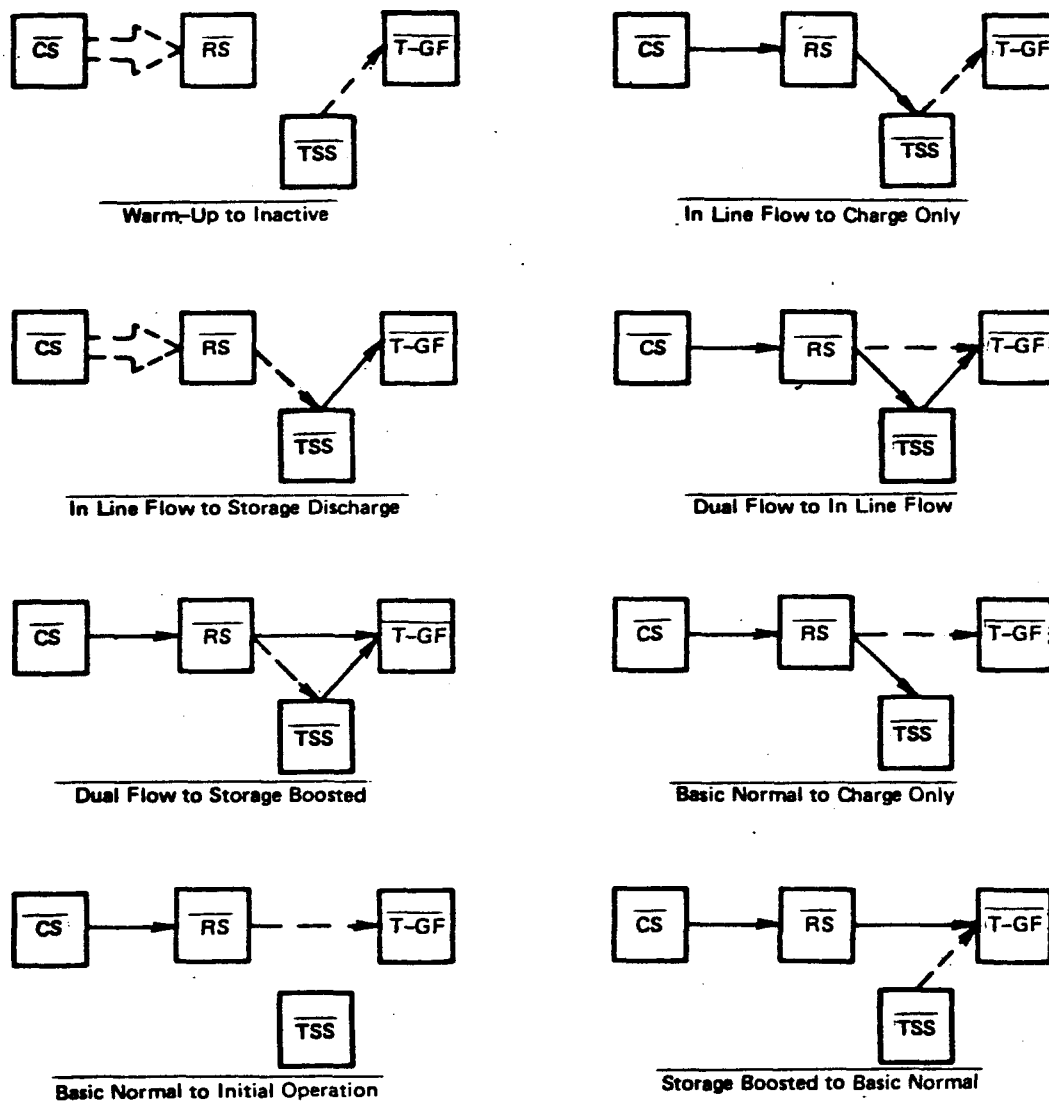 CS RS T-GF
TSS
Warm-Up to Inactive
CS RS T-GF
TSS
In Line Flow to Charge Only
CS RS T-GF
TSS
In Line Flow to Storage Discharge
CS RS T-GF
TSS
Dual Flow to In Line Flow
CS RS T-GF
TSS
Dual Flow to Storage Boosted
CS RS T-GF
TSS
Basic Normal to Charge Only
CS RS T-GF
TSS
Basic Normal to Initial Operation
CS RS T-GF
TSS
Storage Boosted to Basic Normal